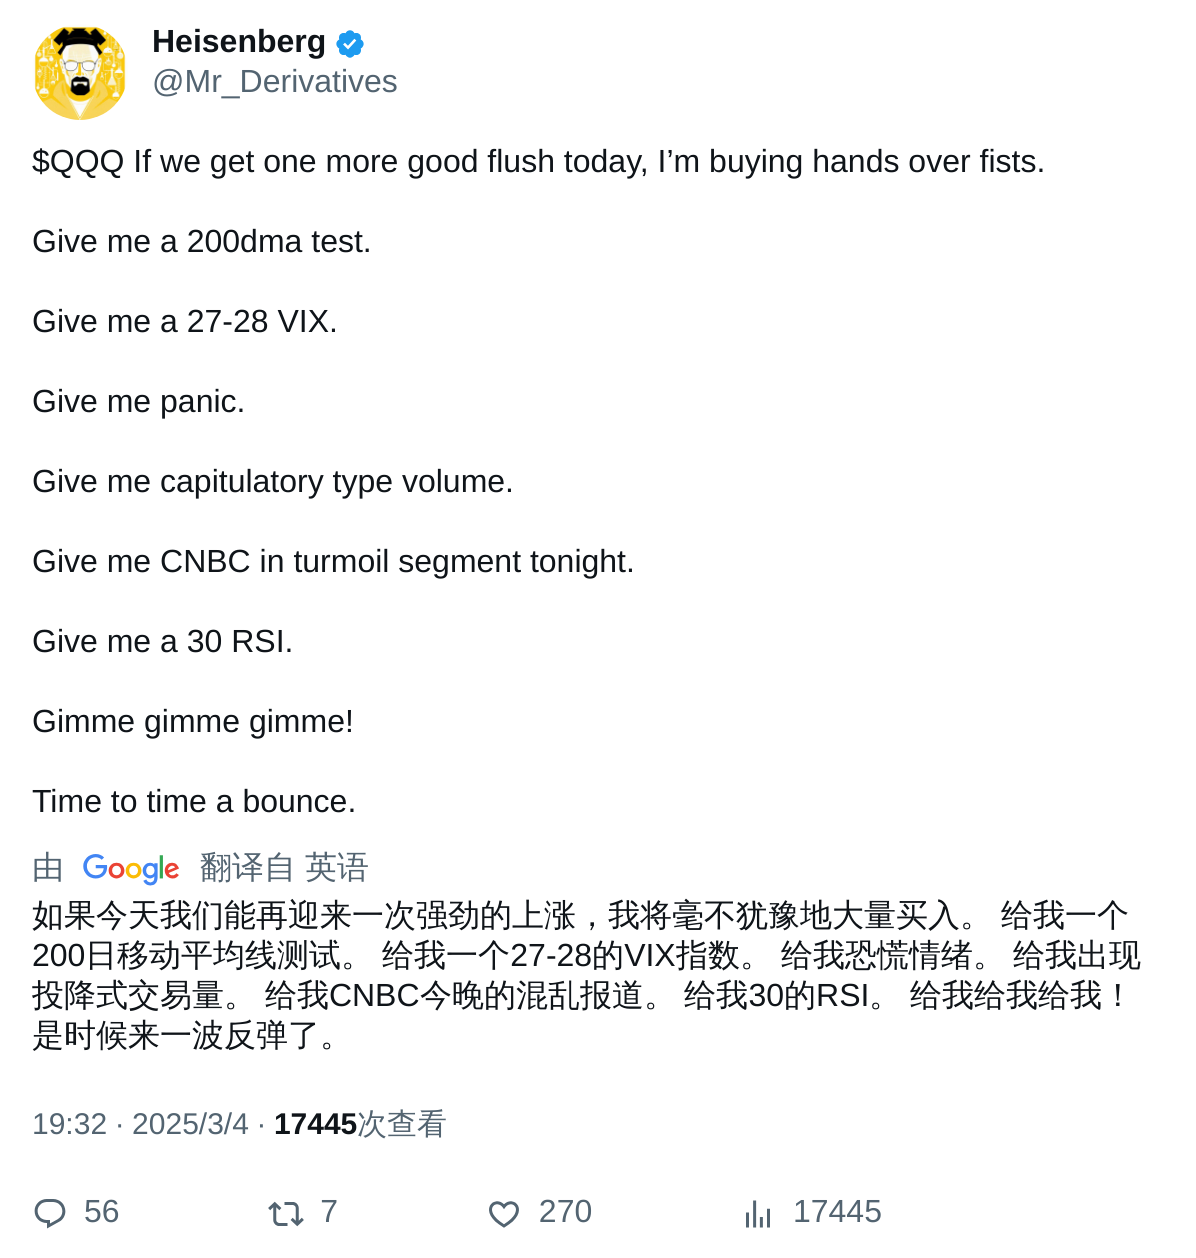 Heisenberg
@Mr_Derivatives
$QQQ If we get one more good flush today, I’m buying hands over fists.
Give me a 200dma test.
Give me a 27-28 VIX.
Give me panic.
Give me capitulatory type volume.
Give me CNBC in turmoil segment tonight.
Give me a 30 RSI.
Gimme gimme gimme!
Time to time a bounce.
由 Google 翻译自 英语
如果今天我们能再迎来一次强劲的上涨，我将毫不犹豫地大量买入。 给我一个
200日移动平均线测试。 给我一个27-28的VIX指数。 给我恐慌情绪。 给我出现
投降式交易量。 给我CNBC今晚的混乱报道。 给我30的RSI。 给我给我给我！
是时候来一波反弹了。
19:32 · 2025/3/4 · 17445次查看
56 7 270 17445